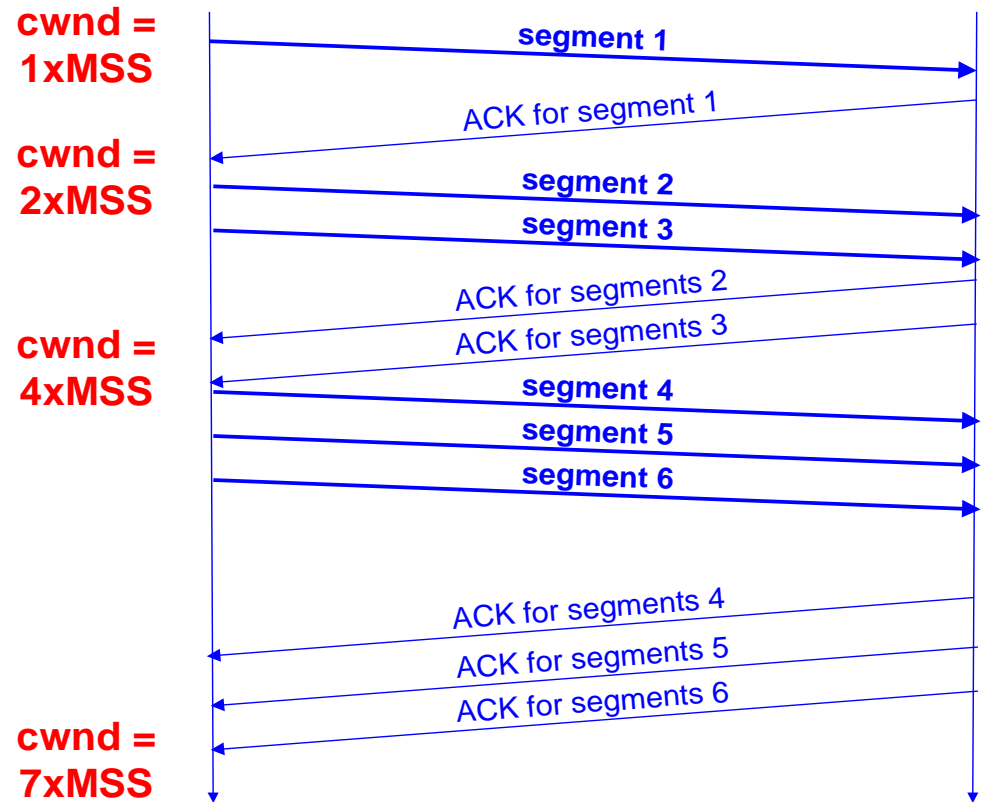 cwnd =
1xMSS
segment 1
ACK for segment 1
cwnd =
2xMSS
segment 2
segment 3
ACK for segments 2
ACK for segments 3
cwnd =
4xMSS
segment 4
segment 5
segment 6
ACK for segments 4
ACK for segments 5
ACK for segments 6
cwnd =
7xMSS